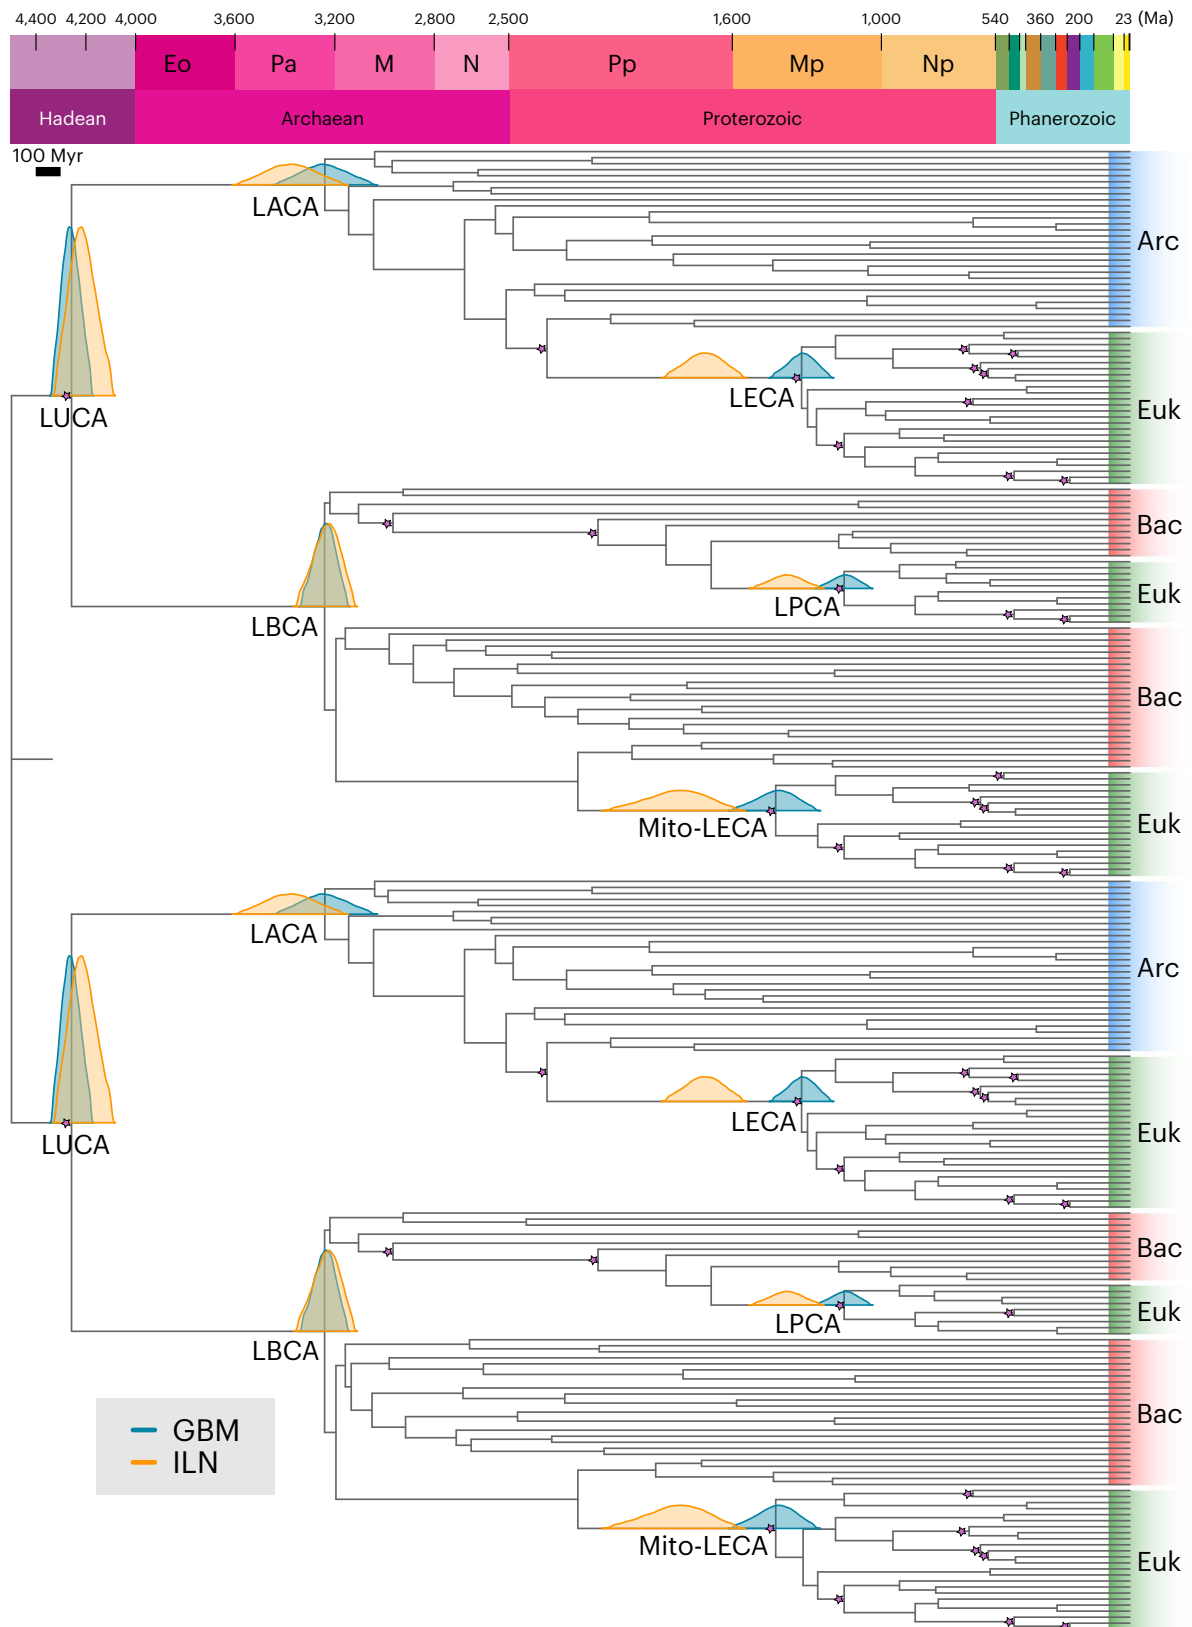 4,400 4,200 4,000 3,600 3,200 2,800 2,500 1,600 1,000 540 360 200 23 (Ma)
Eo Pa M N Pp Mp Np
Hadean Archaean Proterozoic Phanerozoic
100 Myr
LACA
Arc
LECA
LUCA
Euk
Bac
LPCA
Euk
LBCA
Bac
Mito-LECA
Euk
LACA
Arc
LECA
LUCA
Euk
Bac
LPCA
Euk
LBCA
Bac
GBM
ILN
Mito-LECA
Euk